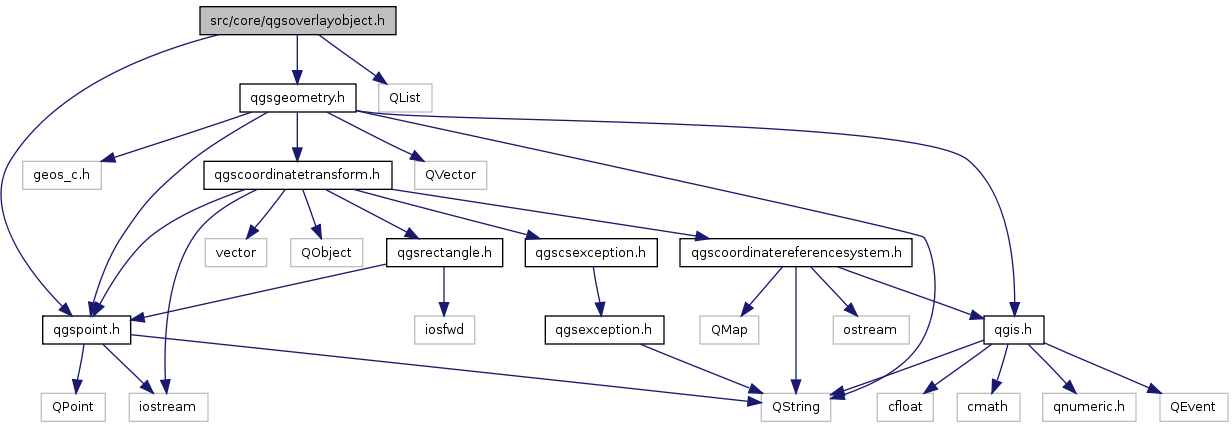 src/core/qgsoverlayobject.h
qgsgeometry.h
QList
geos_c.h
qgscoordinatetransform.h
QVector
vector
QObject
qgsrectangle.h
qgscsexception.h
qgscoordinatereferencesystem.h
qgspoint.h
iosfwd
qgsexception.h
QMap
ostream
qgis.h
QPoint
iostream
QString
cfloat
cmath
qnumeric.h
QEvent